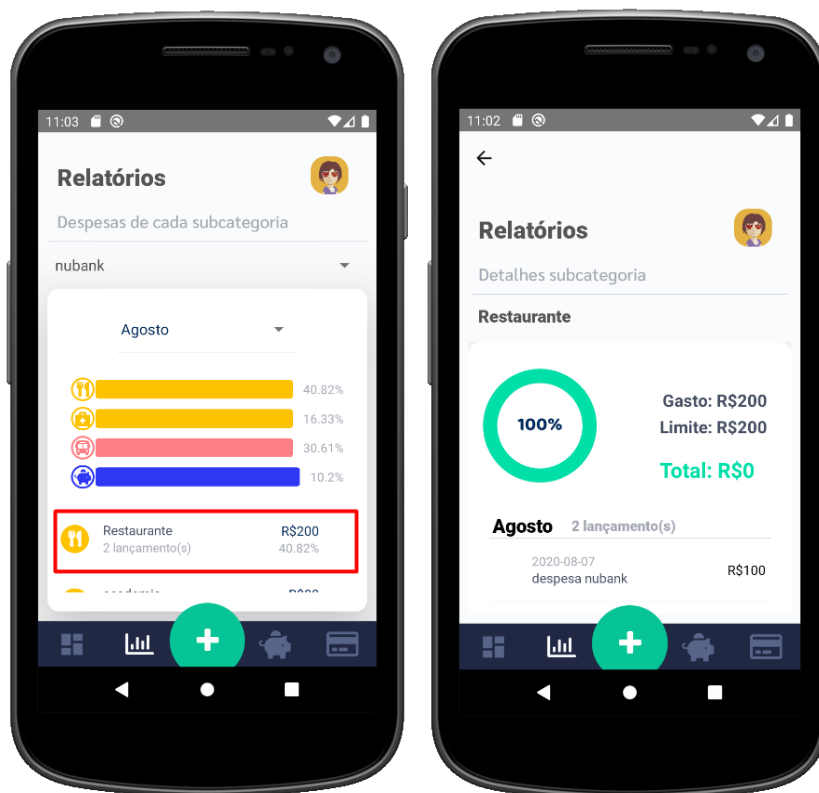 11:03
Relatórios
Despesas de cada subcategoria
nubank
Agosto
40.82%
16.33%
30.61%
10.2%
Restaurante R$200
2 lançamento(s) 40.82%
11:02
Relatórios
Detalhes subcategoria
Restaurante
100%
Gasto: R$200
Limite: R$200
Total: R$0
Agosto 2 lançamento(s)
2020-08-07
despesa nubank R$100